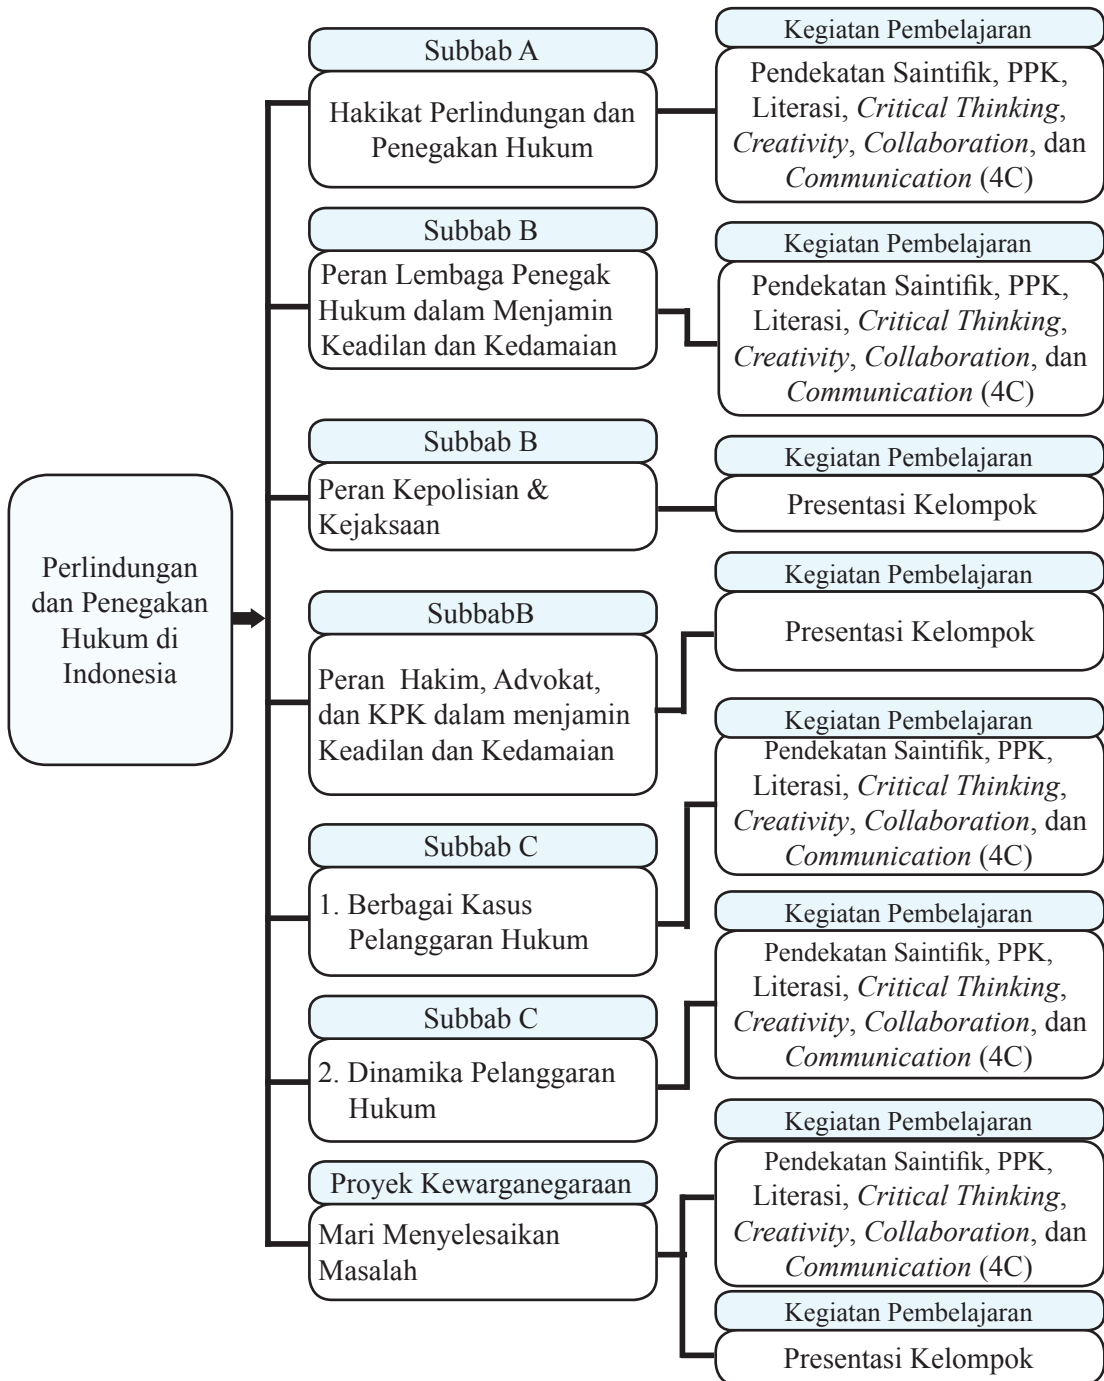 Perlindungan
dan Penegakan
Hukum di
Indonesia
Subbab A
Hakikat Perlindungan dan
Penegakan Hukum
Kegiatan Pembelajaran
Pendekatan Saintifik, PPK,
Literasi, Critical Thinking,
Creativity, Collaboration, dan
Communication (4C)
Subbab B
Peran Lembaga Penegak
Hukum dalam Menjamin
Keadilan dan Kedamaian
Kegiatan Pembelajaran
Pendekatan Saintifik, PPK,
Literasi, Critical Thinking,
Creativity, Collaboration, dan
Communication (4C)
Subbab B
Peran Kepolisian &
Kejaksaan
Kegiatan Pembelajaran
Presentasi Kelompok
SubbabB
Peran Hakim, Advokat,
dan KPK dalam menjamin
Keadilan dan Kedamaian
Kegiatan Pembelajaran
Presentasi Kelompok
Subbab C
1. Berbagai Kasus
Pelanggaran Hukum
Kegiatan Pembelajaran
Pendekatan Saintifik, PPK,
Literasi, Critical Thinking,
Creativity, Collaboration, dan
Communication (4C)
Subbab C
2. Dinamika Pelanggaran
Hukum
Kegiatan Pembelajaran
Pendekatan Saintifik, PPK,
Literasi, Critical Thinking,
Creativity, Collaboration, dan
Communication (4C)
Proyek Kewarganegaraan
Mari Menyelesaikan
Masalah
Kegiatan Pembelajaran
Pendekatan Saintifik, PPK,
Literasi, Critical Thinking,
Creativity, Collaboration, dan
Communication (4C)
Kegiatan Pembelajaran
Presentasi Kelompok